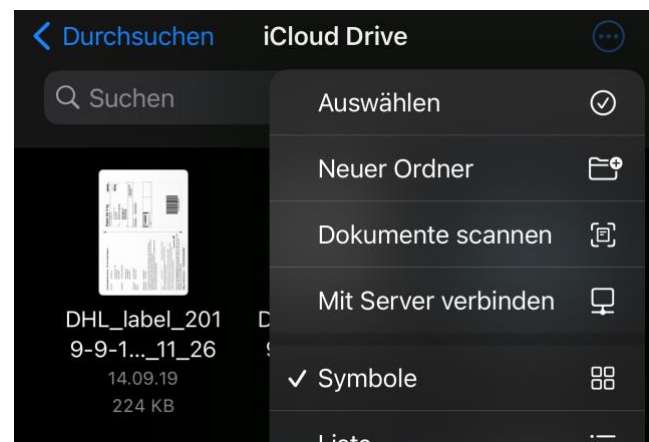 Durchsuchen
iCloud Drive
Suchen
Auswählen
Neuer Ordner
Dokumente scannen
Mit Server verbinden
Symbole
Liste
DHL_label_201
9-9-1..._11_26
14.09.19
224 KB